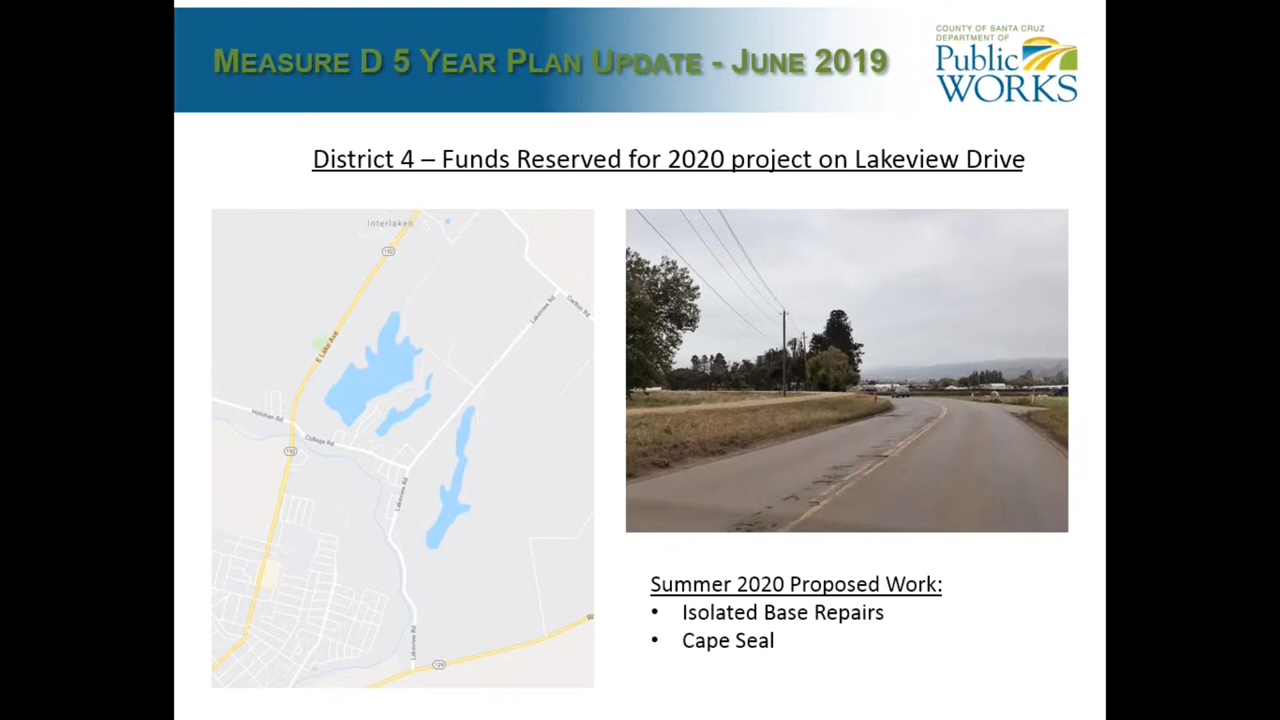 MEASURE D 5 YEAR PLAN UPDATE - JUNE 2019
COUNTY OF SANTA CRUZ
DEPARTMENT OF
Public
WORKS
District 4 – Funds Reserved for 2020 project on Lakeview Drive
Interlaken
152
Lakeview Rd
Carlton Rd
E Lake Ave
Holohan Rd
College Rd
152
Lakeview Rd
Lakeview Rd
129
Summer 2020 Proposed Work:
• Isolated Base Repairs
• Cape Seal